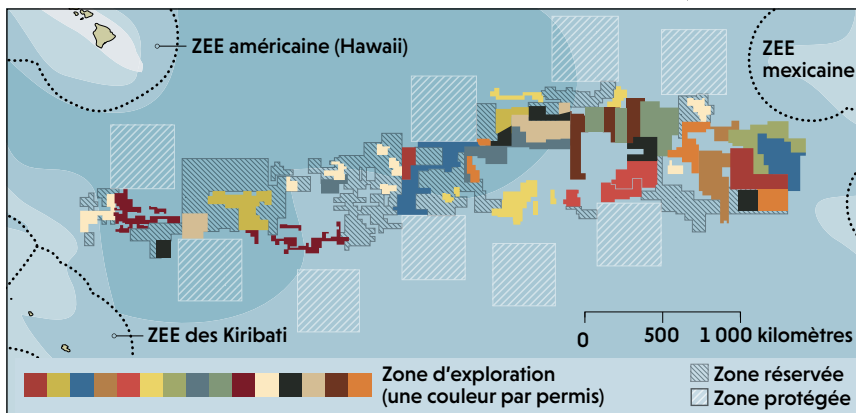 ZEE américaine (Hawaii)
ZEE
mexicaine
ZEE des Kiribati
0 500 1 000 kilomètres
Zone d'exploration
(une couleur par permis)
Zone réservée
Zone protégée